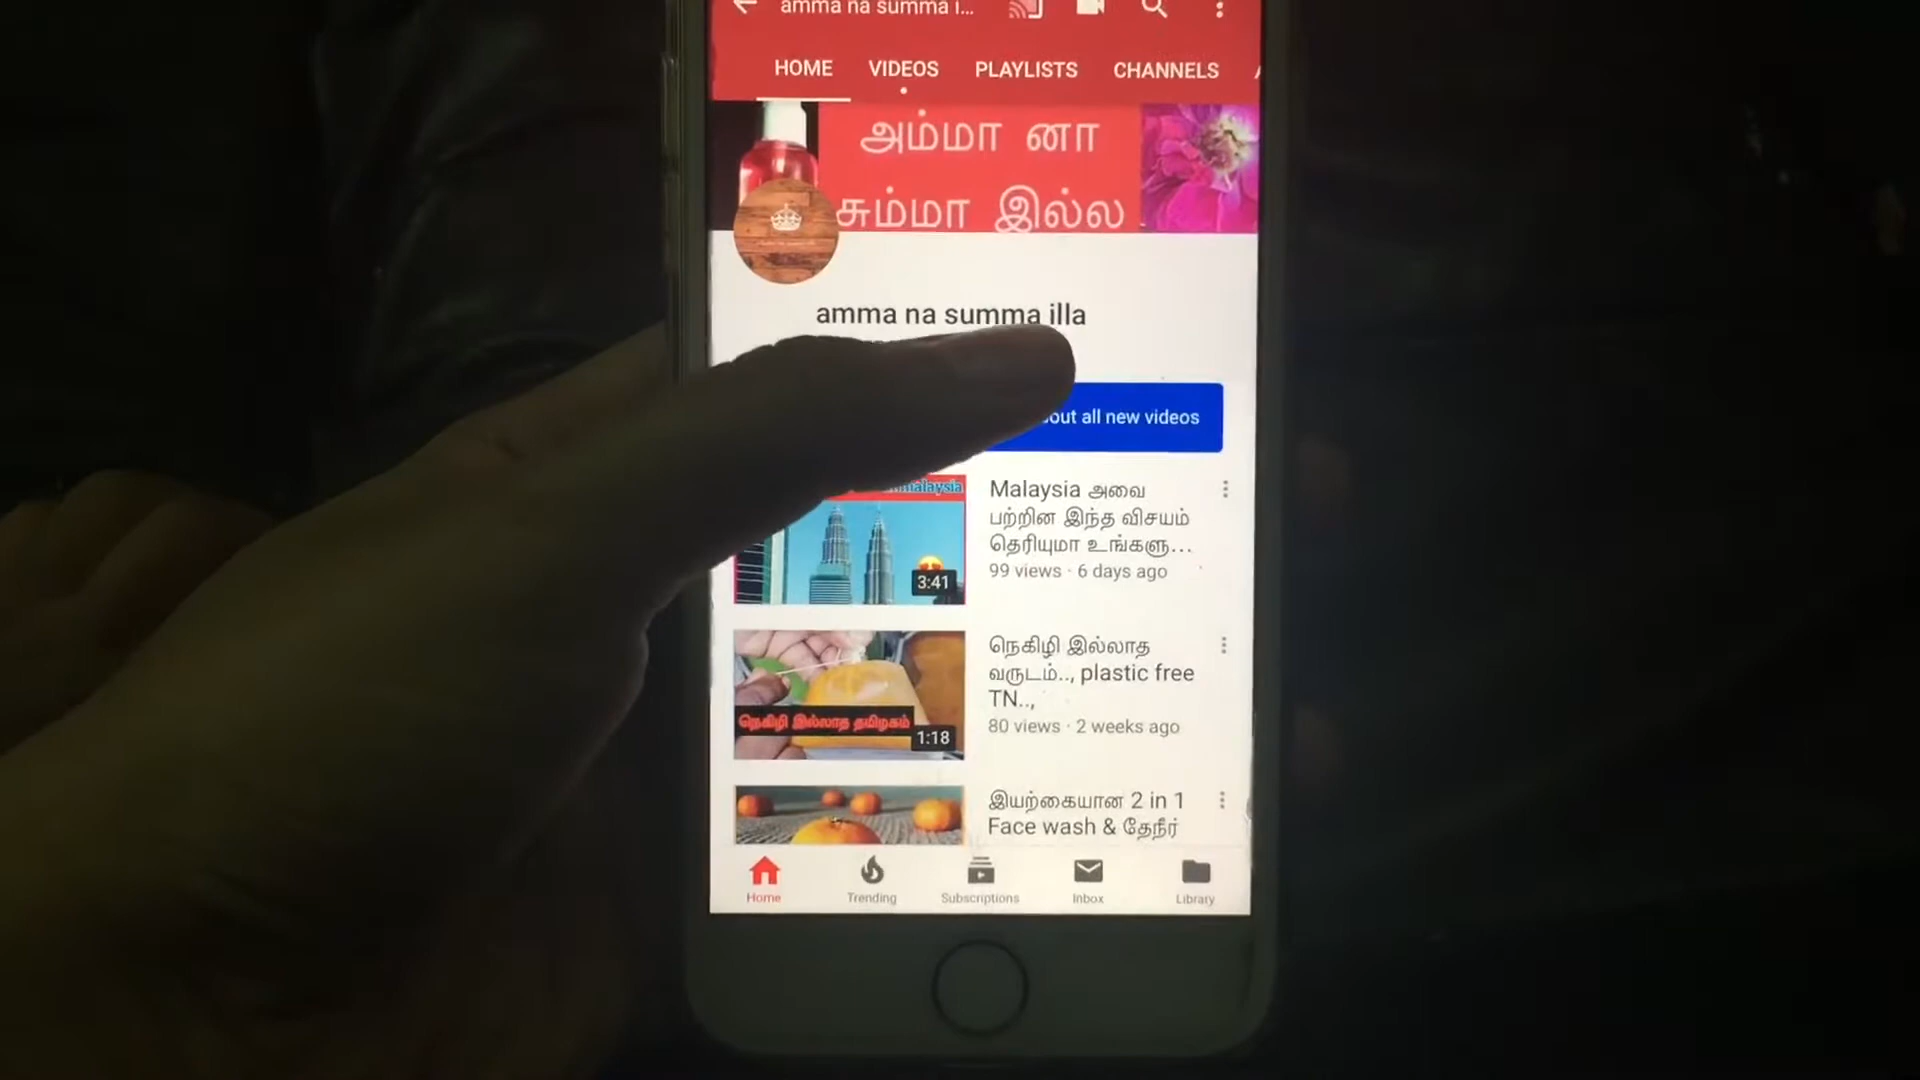 amma na summa i...
HOME VIDEOS PLAYLISTS CHANNELS
அம்மா னா
சும்மா இல்ல
amma na summa illa
out all new videos
malaysia
Malaysia அவை
பற்றின இந்த விசயம்
தெரியுமா உங்களு...
99 views · 6 days ago
3:41
நெகிழி இல்லாத
வருடம்.., plastic free
TN..,
80 views · 2 weeks ago
நெகிழி இல்லாத தமிழகம்
1:18
இயற்கையான 2 in 1
Face wash & தேநீர்
Home Trending Subscriptions Inbox Library